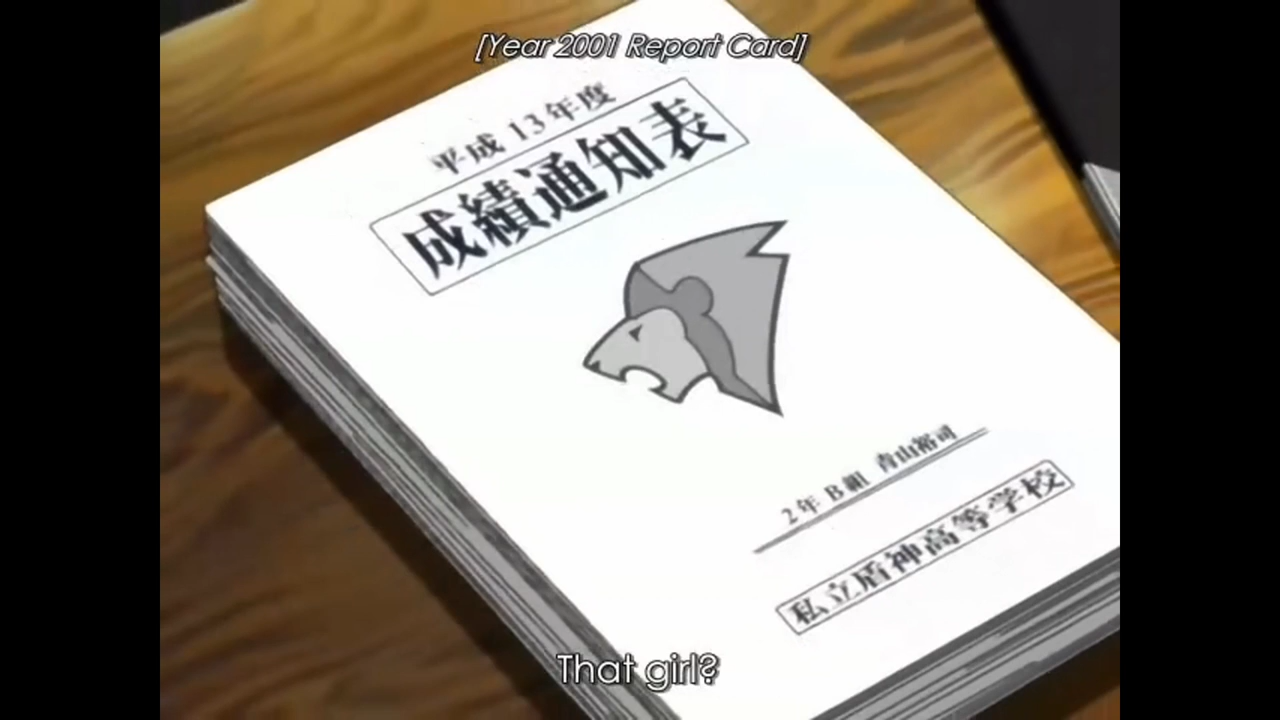 [Year 2001 Report Card]
平成 13年度
成績通知表
2年 B組 青山裕司
私立盾神高等学校
That girl?